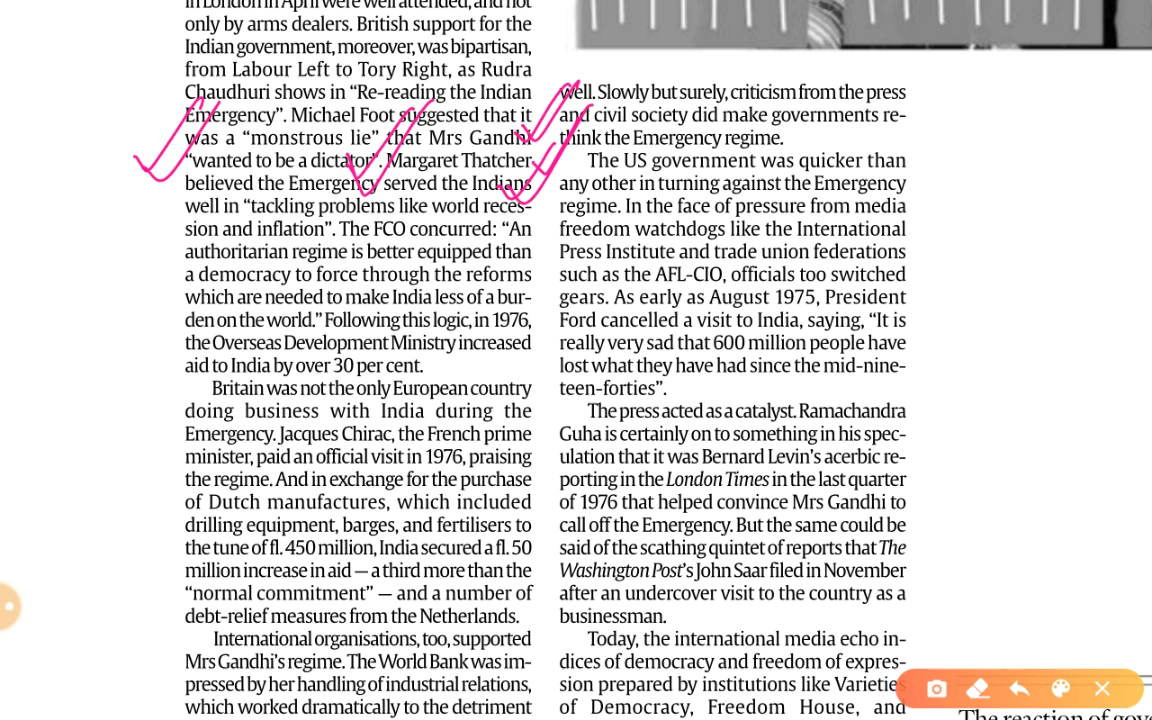 in London in April were well attended, and not
only by arms dealers. British support for the
Indian government, moreover, was bipartisan,
from Labour Left to Tory Right, as Rudra
Chaudhuri shows in “Re-reading the Indian
Emergency”. Michael Foot suggested that it
was a “monstrous lie” that Mrs Gandhi
“wanted to be a dictator”. Margaret Thatcher
believed the Emergency served the Indians
well in “tackling problems like world reces-
sion and inflation”. The FCO concurred: “An
authoritarian regime is better equipped than
a democracy to force through the reforms
which are needed to make India less of a bur-
den on the world.” Following this logic, in 1976,
the Overseas Development Ministry increased
aid to India by over 30 per cent.
Britain was not the only European country
doing business with India during the
Emergency. Jacques Chirac, the French prime
minister, paid an official visit in 1976, praising
the regime. And in exchange for the purchase
of Dutch manufactures, which included
drilling equipment, barges, and fertilisers to
the tune of fl. 450 million, India secured a fl. 50
million increase in aid — a third more than the
“normal commitment” — and a number of
debt-relief measures from the Netherlands.
International organisations, too, supported
Mrs Gandhi’s regime. The World Bank was im-
pressed by her handling of industrial relations,
which worked dramatically to the detriment
well. Slowly but surely, criticism from the press
and civil society did make governments re-
think the Emergency regime.
The US government was quicker than
any other in turning against the Emergency
regime. In the face of pressure from media
freedom watchdogs like the International
Press Institute and trade union federations
such as the AFL-CIO, officials too switched
gears. As early as August 1975, President
Ford cancelled a visit to India, saying, “It is
really very sad that 600 million people have
lost what they have had since the mid-nine-
teen-forties”.
The press acted as a catalyst. Ramachandra
Guha is certainly on to something in his spec-
ulation that it was Bernard Levin’s acerbic re-
porting in the London Times in the last quarter
of 1976 that helped convince Mrs Gandhi to
call off the Emergency. But the same could be
said of the scathing quintet of reports that The
Washington Post’s John Saar filed in November
after an undercover visit to the country as a
businessman.
Today, the international media echo in-
dices of democracy and freedom of expres-
sion prepared by institutions like Varieties
of Democracy, Freedom House, and
The reaction of gove